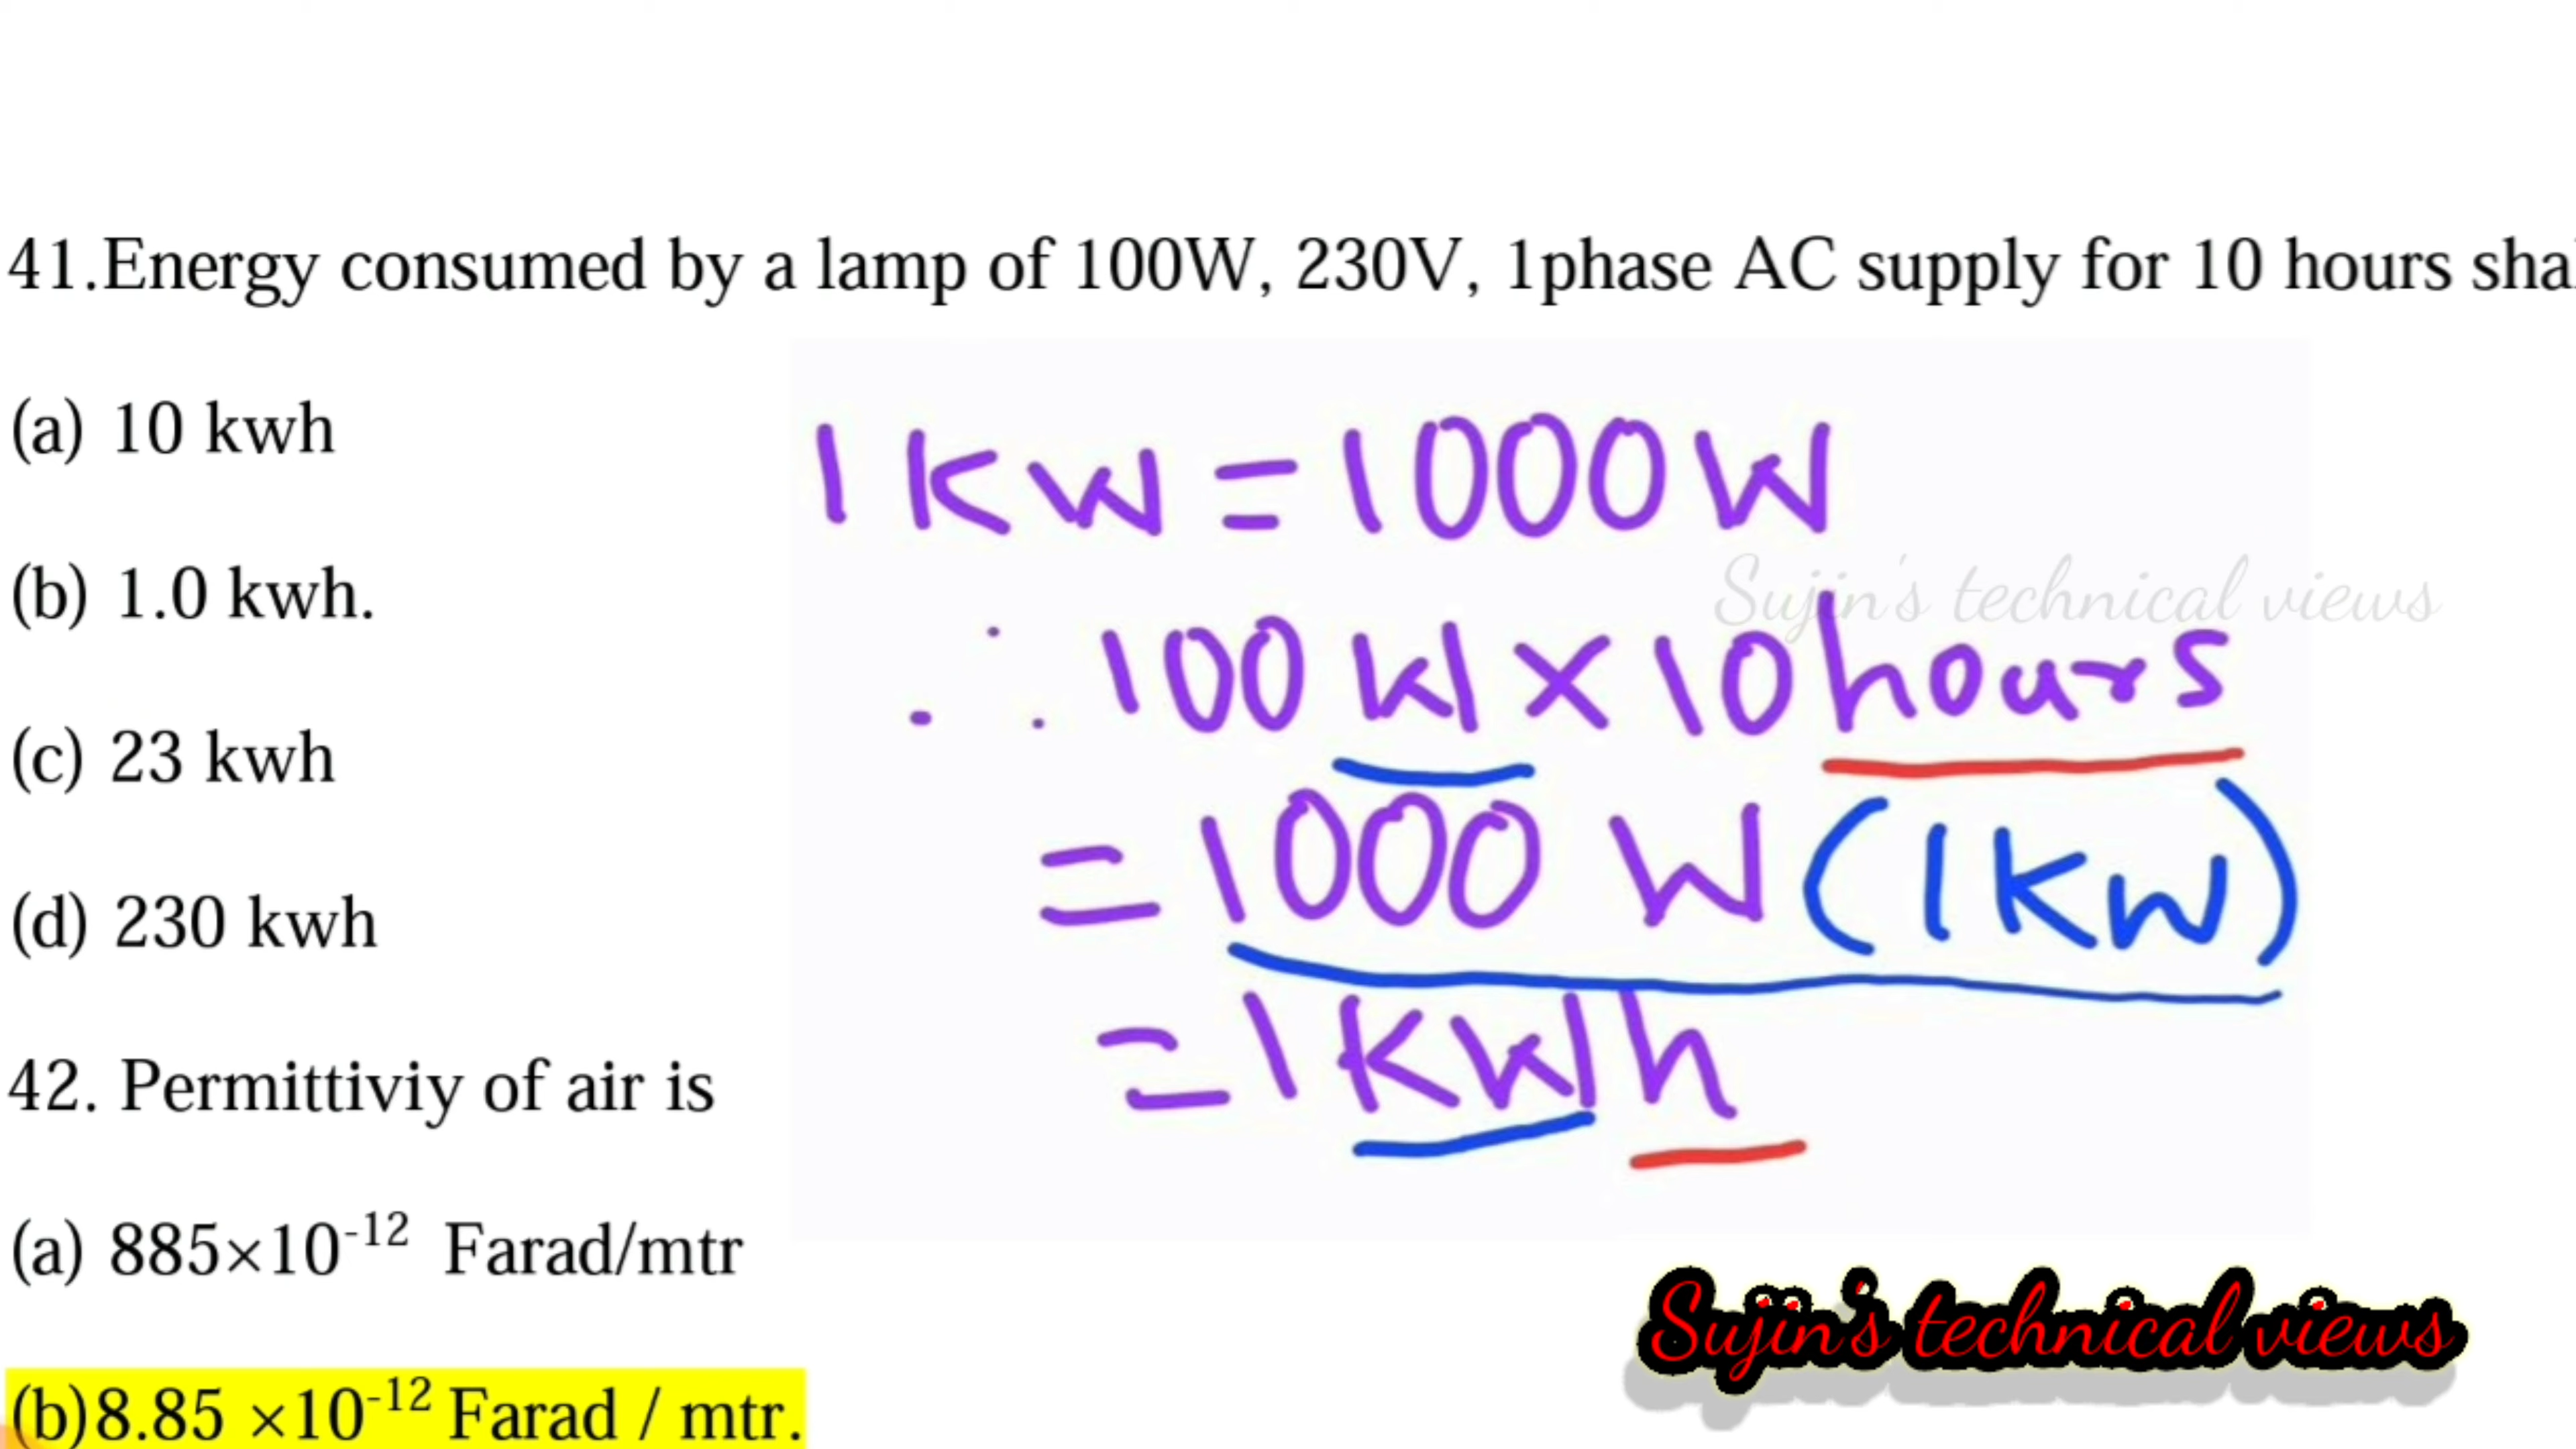 41.Energy consumed by a lamp of 100W, 230V, 1phase AC supply for 10 hours sha
(a) 10 kwh
(b) 1.0 kwh.
(c) 23 kwh
(d) 230 kwh
1 KW = 1000 W
Sujin's technical views
∴ 100 W × 10 hours
= 1000 W (1 KW)
= 1 KWh
42. Permittiviy of air is
(a) 885×10⁻¹² Farad/mtr
(b)8.85 ×10⁻¹² Farad / mtr.
Sujin's technical views